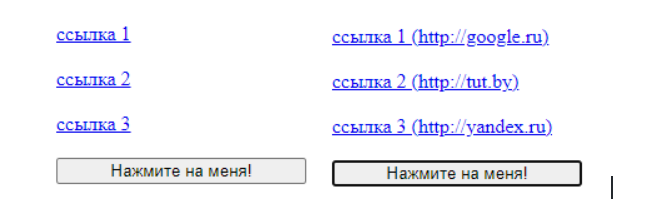 ссылка 1
ссылка 2
ссылка 3
Нажмите на меня!
ссылка 1 (http://google.ru)
ссылка 2 (http://tut.by)
ссылка 3 (http://yandex.ru)
Нажмите на меня!